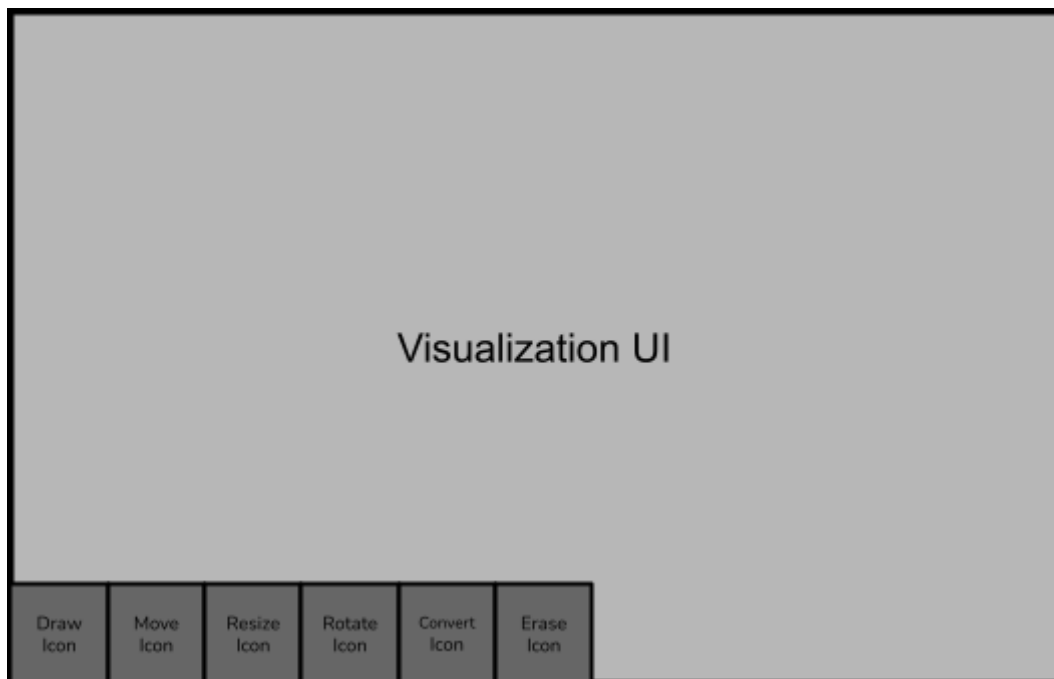 Visualization UI
Draw
Icon
Move
Icon
Resize
Icon
Rotate
Icon
Convert
Icon
Erase
Icon